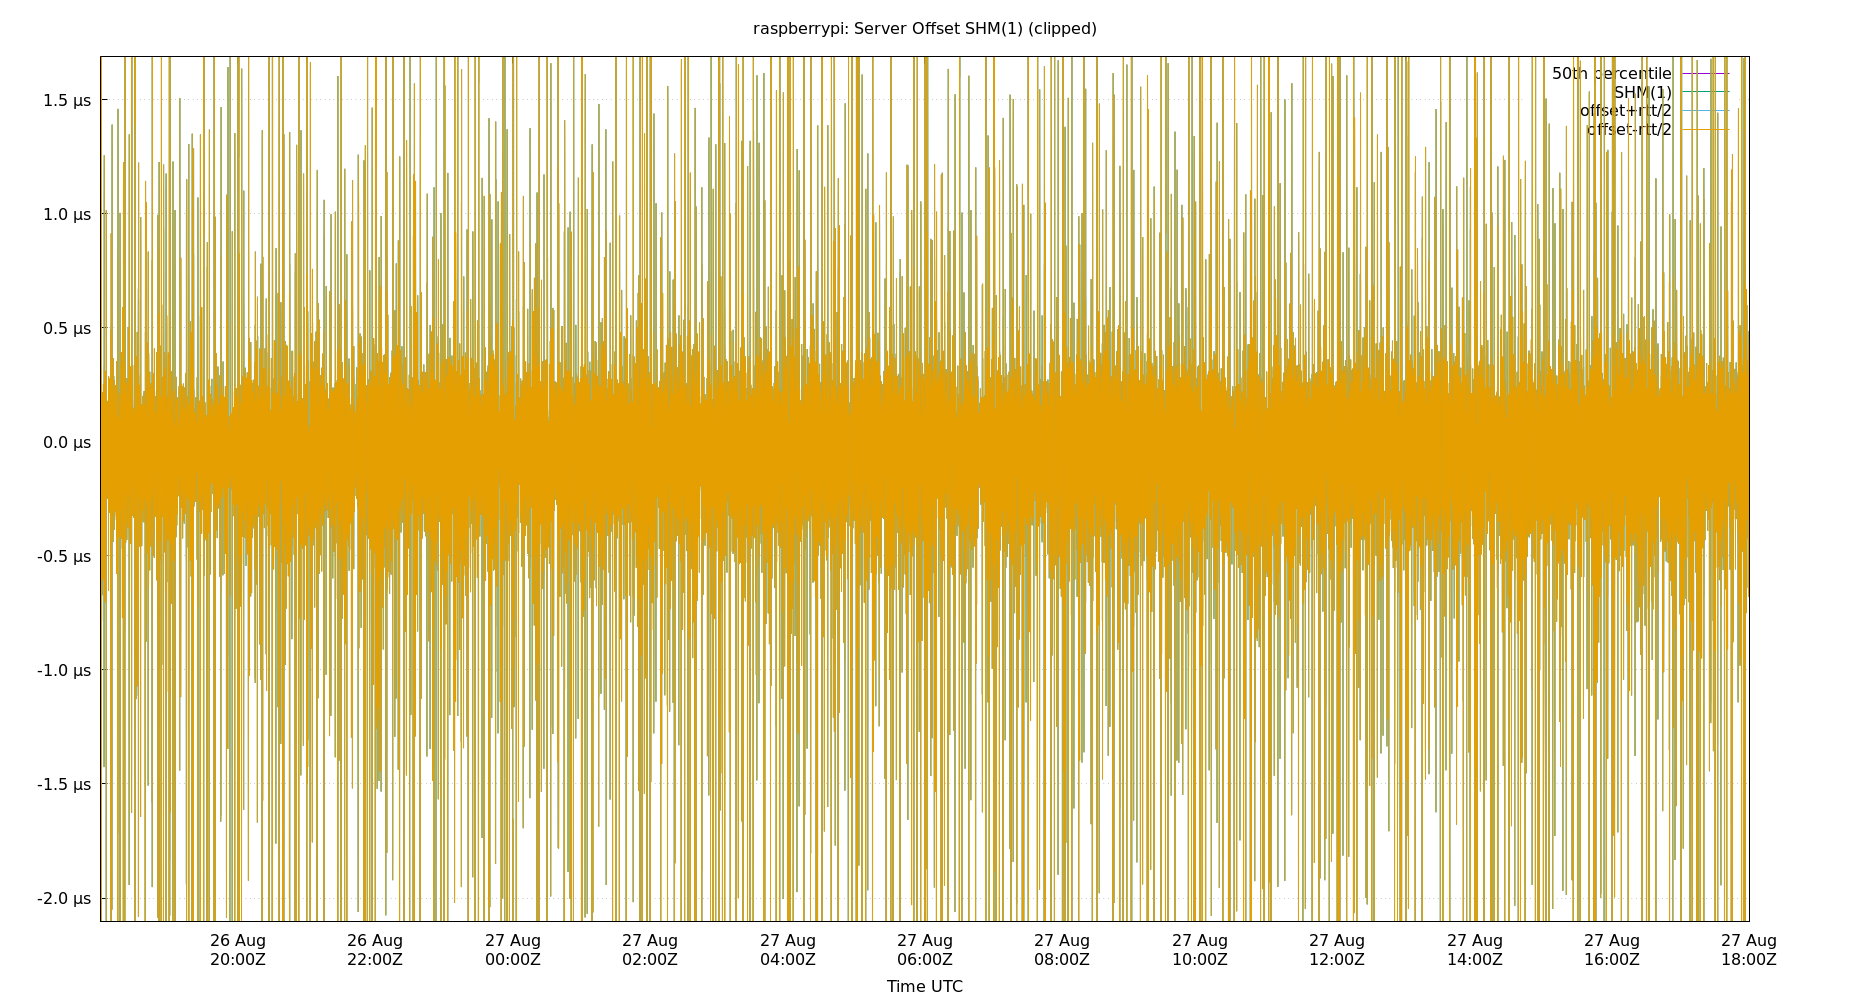 raspberrypi: Server Offset SHM(1) (clipped)
50th percentile
SHM(1)
offset+rtt/2
offset-rtt/2
1.5 µs
1.0 µs
0.5 µs
0.0 µs
-0.5 µs
-1.0 µs
-1.5 µs
-2.0 µs
26 Aug 26 Aug 27 Aug 27 Aug 27 Aug 27 Aug 27 Aug 27 Aug 27 Aug 27 Aug 27 Aug 27 Aug
20:00Z 22:00Z 00:00Z 02:00Z 04:00Z 06:00Z 08:00Z 10:00Z 12:00Z 14:00Z 16:00Z 18:00Z
Time UTC